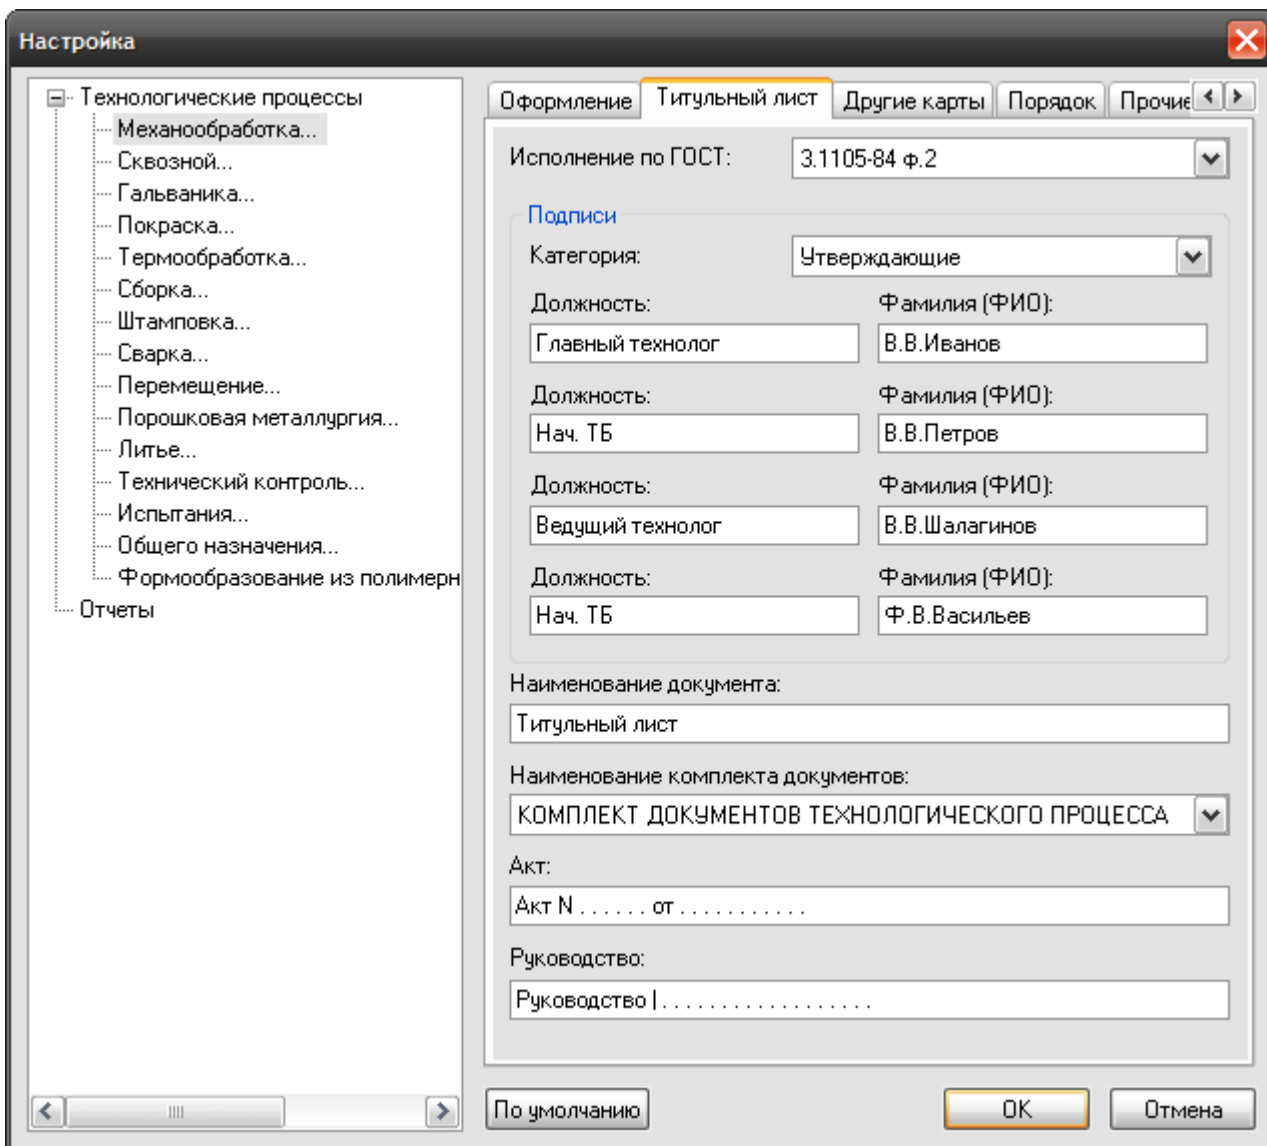 Настройка
Технологические процессы
Механообработка...
Сквозной...
Гальваника...
Покраска...
Термообработка...
Сборка...
Штамповка...
Сварка...
Перемещение...
Порошковая металлургия...
Литье...
Технический контроль...
Испытания...
Общего назначения...
Формообразование из полимерн
Отчеты
Оформление Титульный лист Другие карты Порядок Прочие
Исполнение по ГОСТ: 3.1105-84 ф.2
Подписи
Категория: Утверждающие
Должность: Фамилия (ФИО):
Главный технолог В.В.Иванов
Должность: Фамилия (ФИО):
Нач. ТБ В.В.Петров
Должность: Фамилия (ФИО):
Ведущий технолог В.В.Шалагинов
Должность: Фамилия (ФИО):
Нач. ТБ Ф.В.Васильев
Наименование документа:
Титульный лист
Наименование комплекта документов:
КОМПЛЕКТ ДОКУМЕНТОВ ТЕХНОЛОГИЧЕСКОГО ПРОЦЕССА
Акт:
Акт N . . . . . . от . . . . . . . . . . .
Руководство:
Руководство . . . . . . . . . . . . . . . . . .
По умолчанию OK Отмена